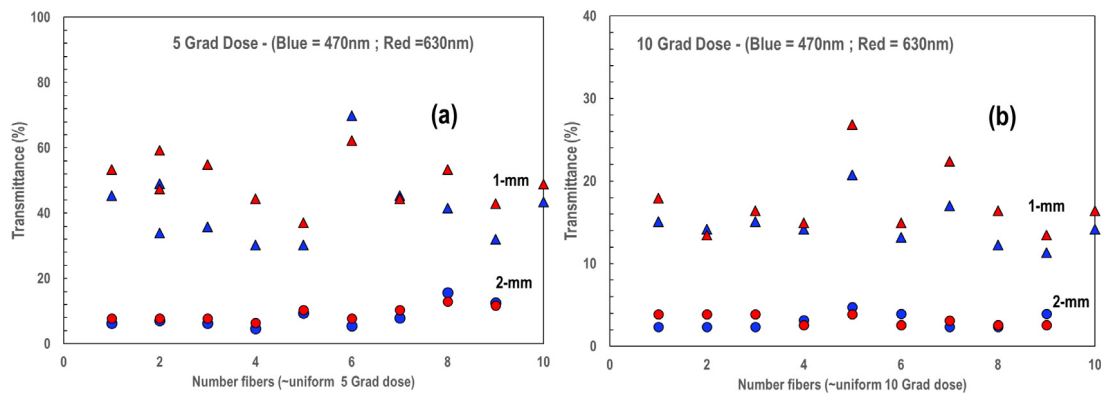 100
80
60
40
20
0
Transmittance (%)
5 Grad Dose - (Blue = 470nm ; Red =630nm)
(a)
1-mm
2-mm
0 2 4 6 8 10
Number fibers (~uniform 5 Grad dose)
40
30
20
10
0
Transmittance (%)
10 Grad Dose - (Blue = 470nm ; Red = 630nm)
(b)
1-mm
2-mm
0 2 4 6 8 10
Number fibers (~uniform 10 Grad dose)